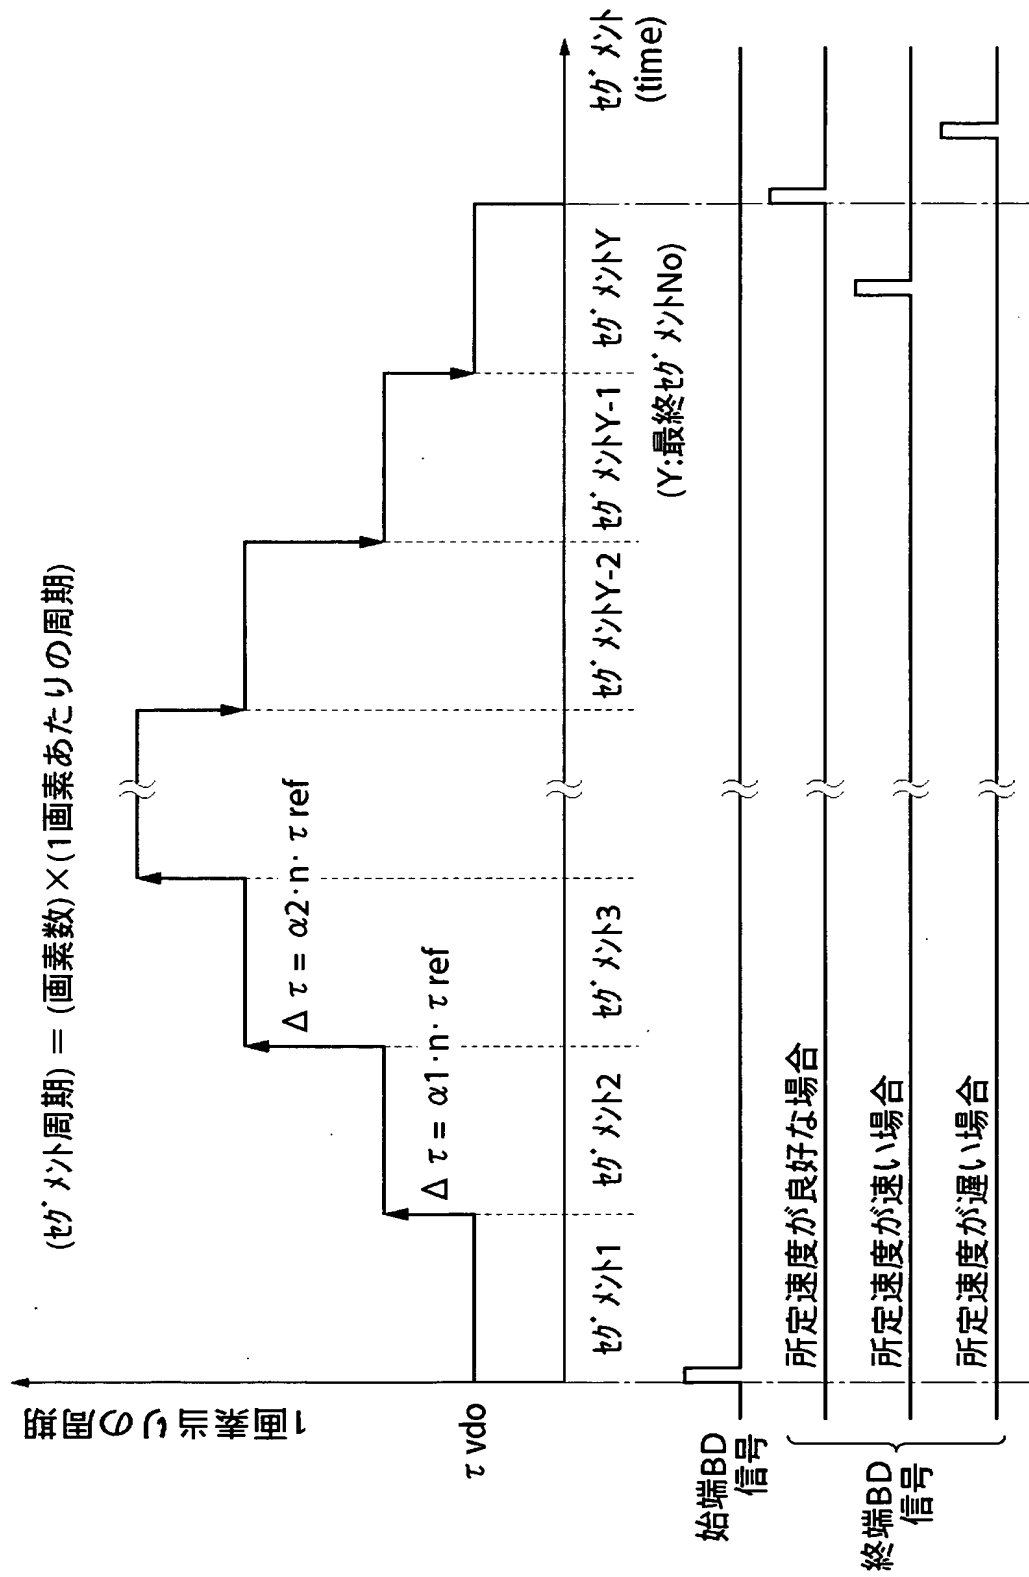 (ｾｸﾞﾒﾝﾄ周期) = (画素数)×(1画素あたりの周期)
1画素当りの周期
Δτ = α2·n·τref
Δτ = α1·n·τref
τvdo
ｾｸﾞﾒﾝﾄ1
ｾｸﾞﾒﾝﾄ2
ｾｸﾞﾒﾝﾄ3
ｾｸﾞﾒﾝﾄY-2
ｾｸﾞﾒﾝﾄY-1
ｾｸﾞﾒﾝﾄY
ｾｸﾞﾒﾝﾄ
(time)
(Y:最終ｾｸﾞﾒﾝﾄNo)
始端BD
信号
終端BD
信号
所定速度が良好な場合
所定速度が速い場合
所定速度が遅い場合